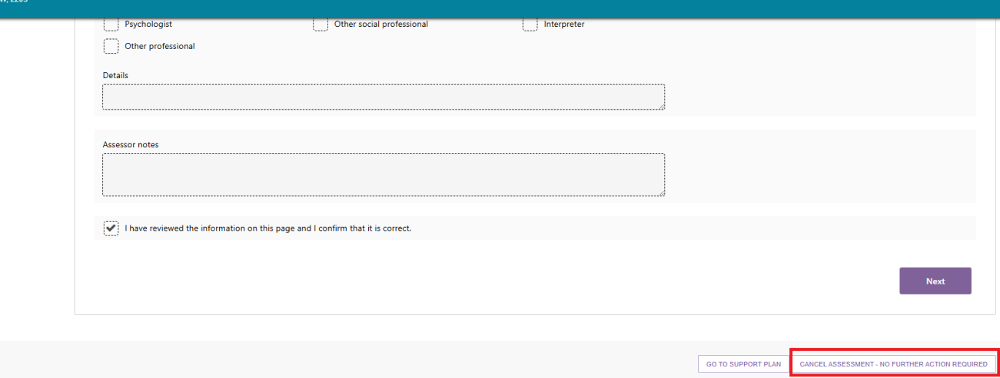 Psychologist Other social professional Interpreter
Other professional
Details
Assessor notes
I have reviewed the information on this page and I confirm that it is correct.
Next
GO TO SUPPORT PLAN CANCEL ASSESSMENT - NO FURTHER ACTION REQUIRED